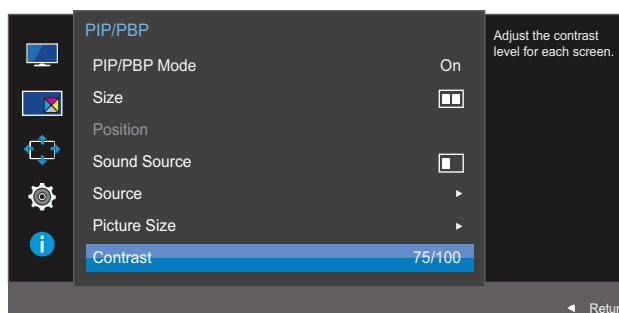 PIP/PBP
PIP/PBP Mode On
Size
Position
Sound Source
Source
Picture Size
Contrast 75/100
Adjust the contrast
level for each screen.
Retur